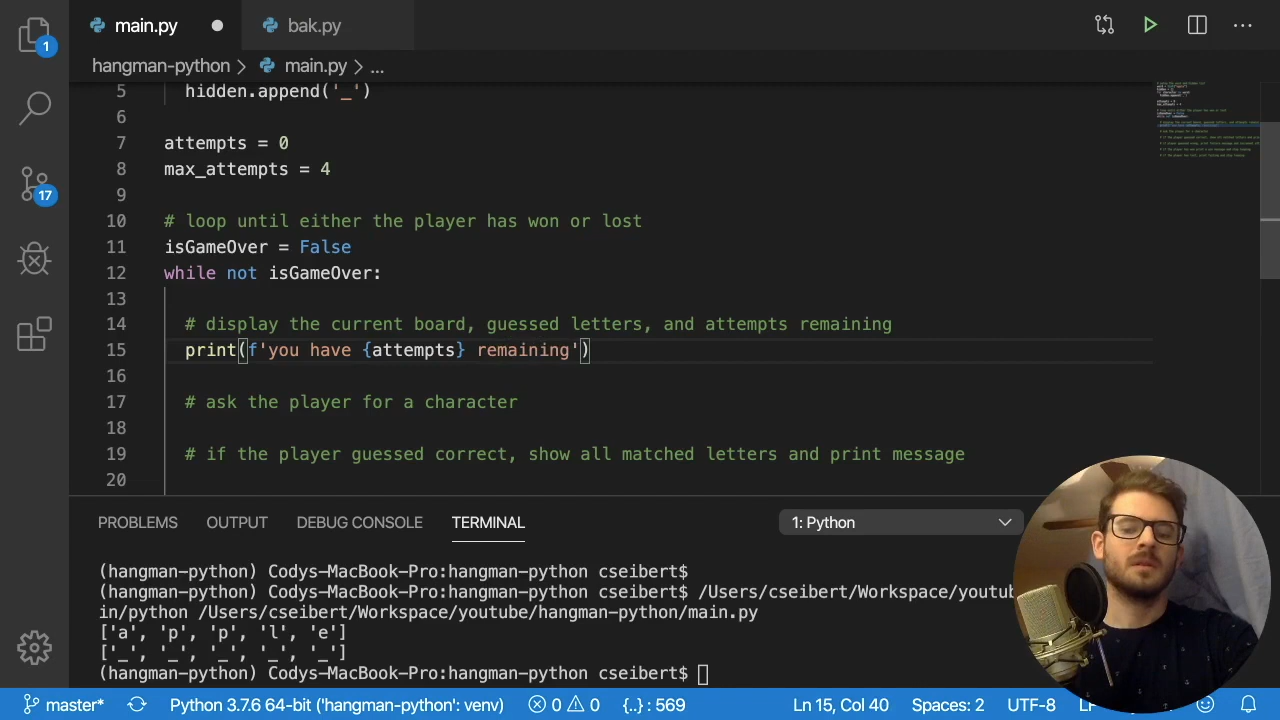 main.py
bak.py
1
hangman-python > main.py > ...
5 hidden.append('_')
6
7 attempts = 0
8 max_attempts = 4
9
10 # loop until either the player has won or lost
11 isGameOver = False
12 while not isGameOver:
13
14 # display the current board, guessed letters, and attempts remaining
15 print(f'you have {attempts} remaining')
16
17 # ask the player for a character
18
19 # if the player guessed correct, show all matched letters and print message
20
17
PROBLEMS OUTPUT DEBUG CONSOLE TERMINAL 1: Python
(hangman-python) Codys-MacBook-Pro:hangman-python cseibert$
(hangman-python) Codys-MacBook-Pro:hangman-python cseibert$ /Users/cseibert/Workspace/youtub
in/python /Users/cseibert/Workspace/youtube/hangman-python/main.py
['a', 'p', 'p', 'l', 'e']
['_', '_', '_', '_', '_']
(hangman-python) Codys-MacBook-Pro:hangman-python cseibert$
master* Python 3.7.6 64-bit ('hangman-python': venv) 0 0 {..} : 569 Ln 15, Col 40 Spaces: 2 UTF-8